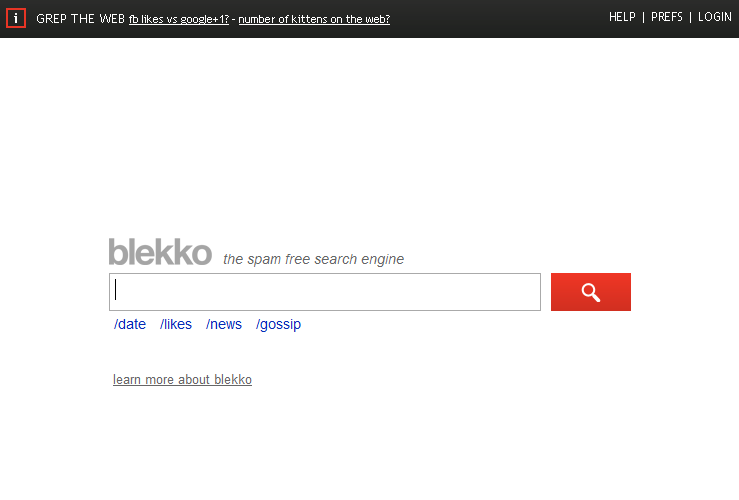 i GREP THE WEB fb likes vs google+1? - number of kittens on the web? HELP | PREFS | LOGIN
blekko the spam free search engine
/date /likes /news /gossip
learn more about blekko